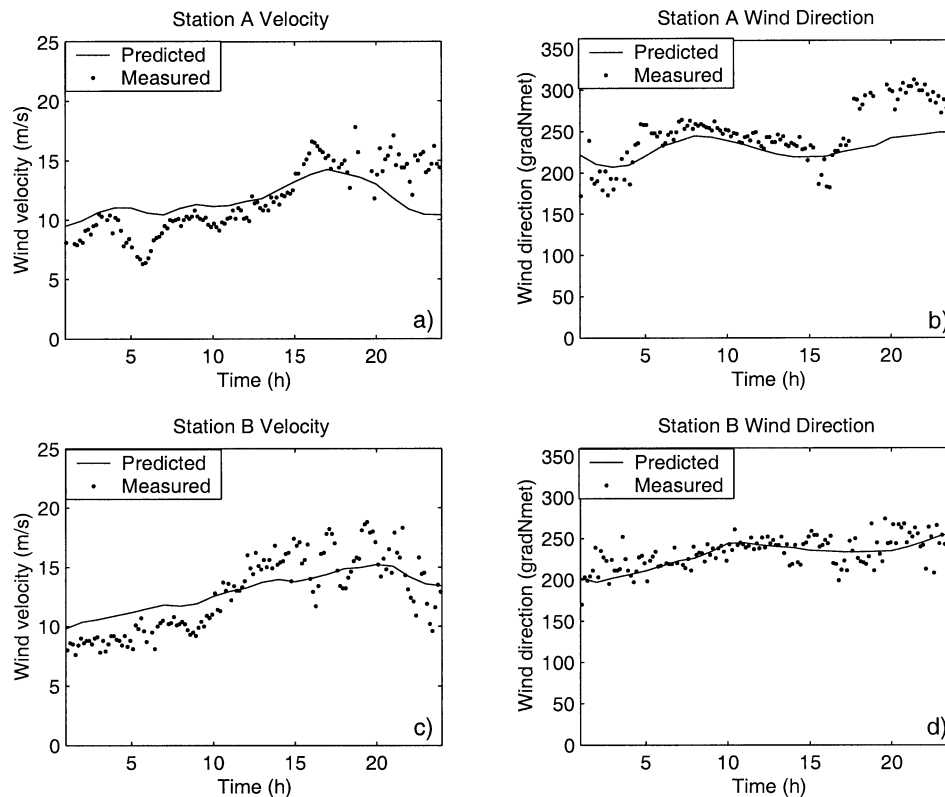 Station A Velocity
25
20
15
10
5
0
Wind velocity (m/s)
Predicted
Measured
a)
5
10
15
20
Time (h)
Station A Wind Direction
350
300
250
200
150
100
50
0
Wind direction (gradNmet)
Predicted
Measured
b)
5
10
15
20
Time (h)
Station B Velocity
25
20
15
10
5
0
Wind velocity (m/s)
Predicted
Measured
c)
5
10
15
20
Time (h)
Station B Wind Direction
350
300
250
200
150
100
50
0
Wind direction (gradNmet)
Predicted
Measured
d)
5
10
15
20
Time (h)